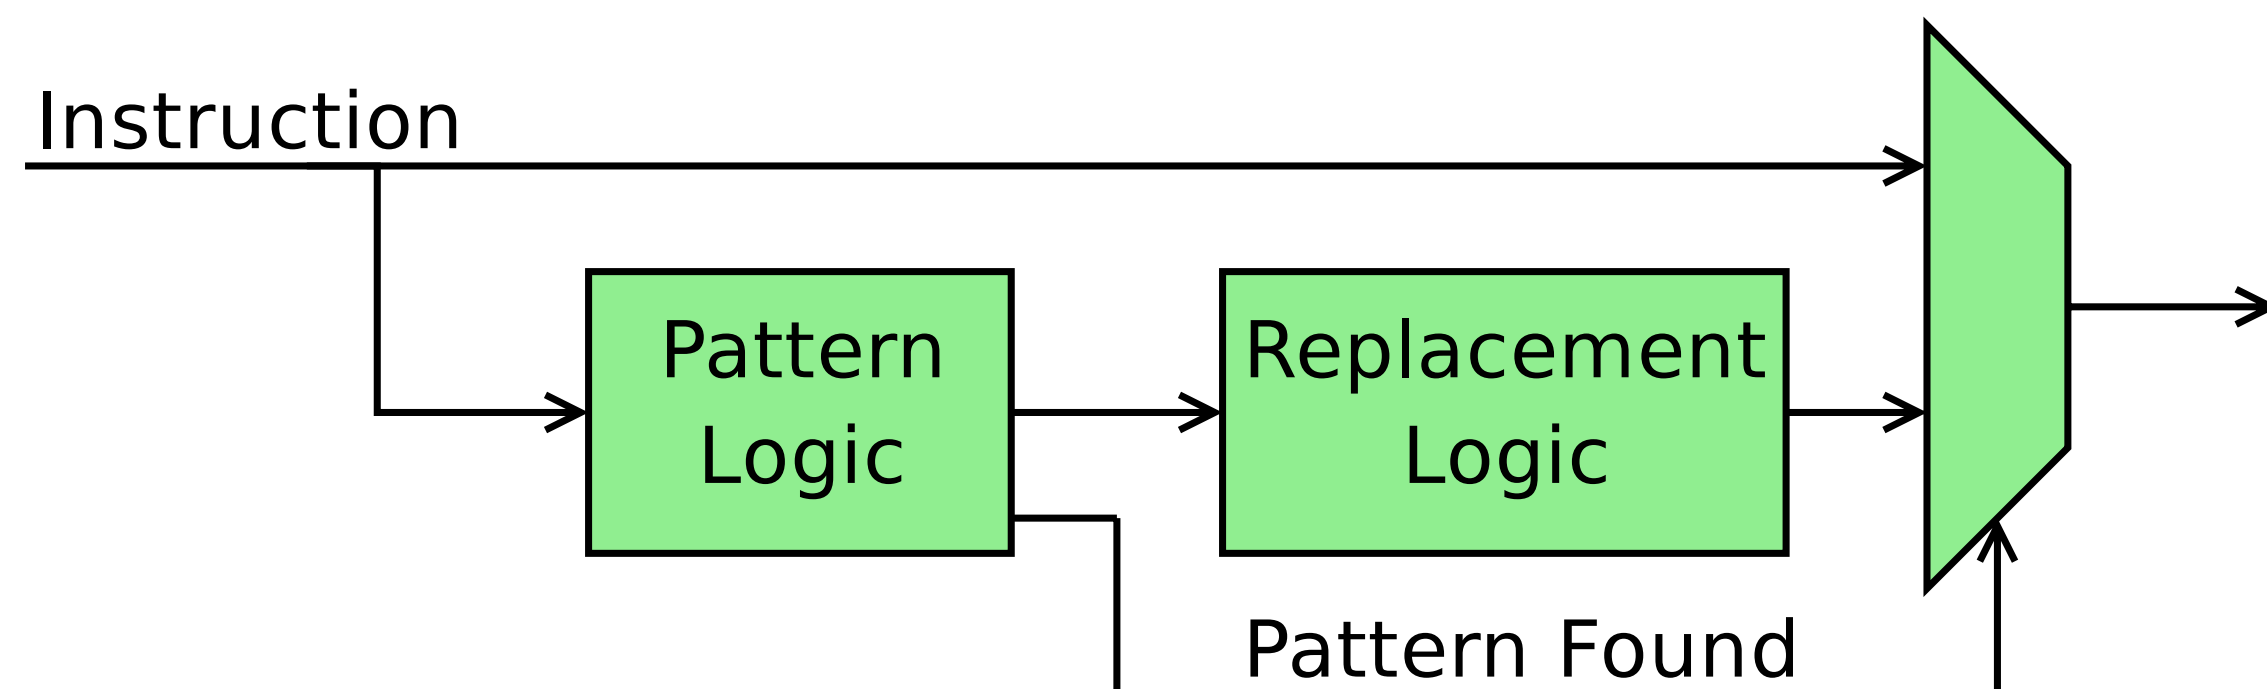 Instruction
Pattern
Logic
Replacement
Logic
Pattern Found